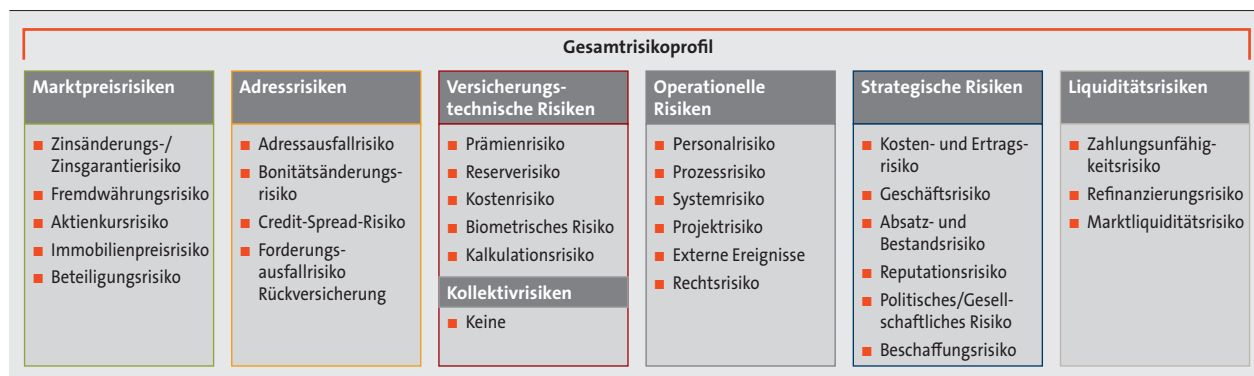 Gesamtrisikoprofil
Marktpreisrisiken
Zinsänderungs-/
Zinsgarantierisiko
Fremdwährungsrisiko
Aktienkursrisiko
Immobilienpreisrisiko
Beteiligungsrisiko
Adressrisiken
Adressausfallrisiko
Bonitätsänderungs-
risiko
Credit-Spread-Risiko
Forderungs-
ausfallrisiko
Rückversicherung
Versicherungs-
technische Risiken
Prämienrisiko
Reserverisiko
Kostenrisiko
Biometrisches Risiko
Kalkulationsrisiko
Kollektivrisiken
Keine
Operationelle
Risiken
Personalrisiko
Prozessrisiko
Systemrisiko
Projektrisiko
Externe Ereignisse
Rechtsrisiko
Strategische Risiken
Kosten- und Ertrags-
risiko
Geschäftsrisiko
Absatz- und
Bestandsrisiko
Reputationsrisiko
Politisches/Gesell-
schaftliches Risiko
Beschaffungsrisiko
Liquiditätsrisiken
Zahlungsunfähig-
keitsrisiko
Refinanzierungsrisiko
Marktliquiditätsrisiko